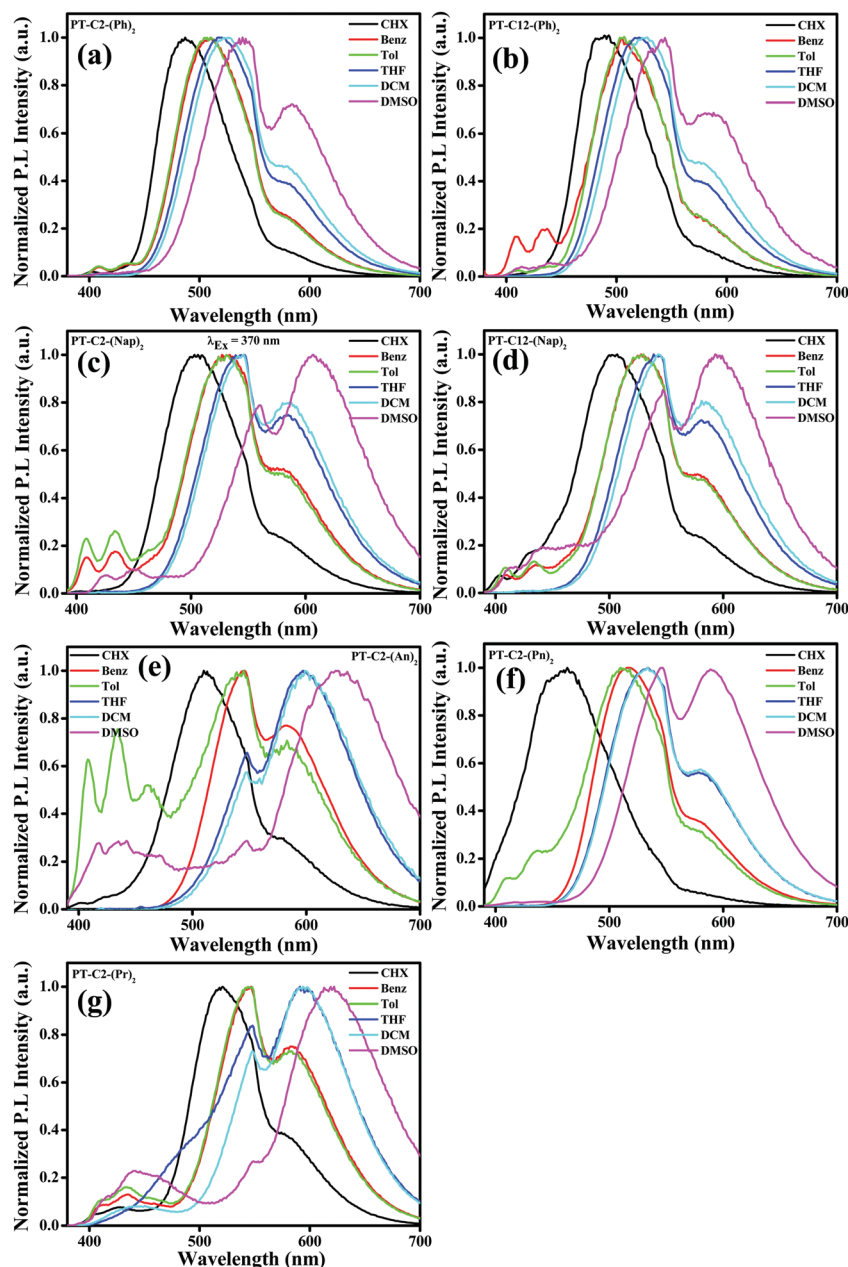 PT-C2-(Ph)2
(a)
CHX
Benz
Tol
THF
DCM
DMSO
1.0
0.8
0.6
0.4
0.2
0.0
Normalized P.L Intensity (a.u.)
400 500 600 700
Wavelength (nm)
PT-C12-(Ph)2
(b)
CHX
Benz
Tol
THF
DCM
DMSO
1.0
0.8
0.6
0.4
0.2
0.0
Normalized P.L Intensity (a.u.)
400 500 600 700
Wavelength (nm)
PT-C2-(Nap)2
λEx = 370 nm
(c)
CHX
Benz
Tol
THF
DCM
DMSO
1.0
0.8
0.6
0.4
0.2
0.0
Normalized P.L Intensity (a.u.)
400 500 600 700
Wavelength (nm)
PT-C12-(Nap)2
(d)
CHX
Benz
Tol
THF
DCM
DMSO
1.0
0.8
0.6
0.4
0.2
0.0
Normalized P.L Intensity (a.u.)
400 500 600 700
Wavelength (nm)
CHX
Benz
Tol
THF
DCM
DMSO
(e)
PT-C2-(An)2
1.0
0.8
0.6
0.4
0.2
0.0
Normalized P.L Intensity (a.u.)
400 500 600 700
Wavelength (nm)
CHX
Benz
Tol
THF
DCM
DMSO
PT-C2-(Pn)2
(f)
1.0
0.8
0.6
0.4
0.2
0.0
Normalized P.L Intensity (a.u.)
400 500 600 700
Wavelength (nm)
PT-C2-(Pr)2
(g)
CHX
Benz
Tol
THF
DCM
DMSO
1.0
0.8
0.6
0.4
0.2
0.0
Normalized P.L Intensity (a.u.)
400 500 600 700
Wavelength (nm)